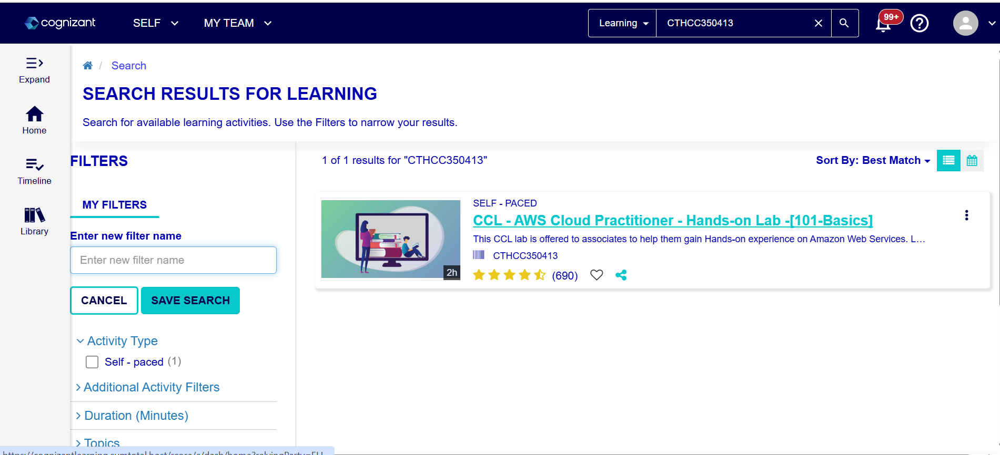 cognizant SELF MY TEAM Learning CTHCC350413 99+
Expand
Home
Timeline
Library
/ Search
SEARCH RESULTS FOR LEARNING
Search for available learning activities. Use the Filters to narrow your results.
FILTERS
MY FILTERS
Enter new filter name
Enter new filter name
CANCEL SAVE SEARCH
Activity Type
Self - paced (1)
Additional Activity Filters
Duration (Minutes)
Topics
1 of 1 results for "CTHCC350413"
Sort By: Best Match
2h
SELF - PACED
CCL - AWS Cloud Practitioner - Hands-on Lab -[101-Basics]
This CCL lab is offered to associates to help them gain Hands-on experience on Amazon Web Services. L…
CTHCC350413
(690)